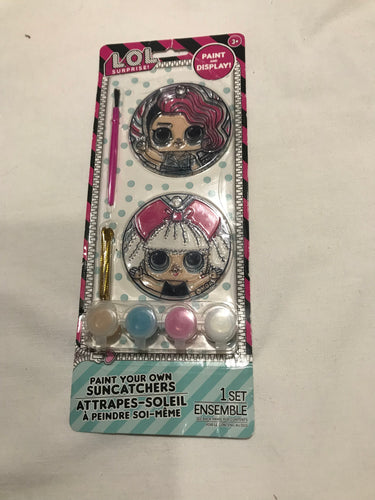 L.O.L.
SURPRISE!
3+
PAINT
AND
DISPLAY!
PAINT YOUR OWN
SUNCATCHERS
ATTRAPES-SOLEIL
À PEINDRE SOI-MÊME
1 SET
ENSEMBLE